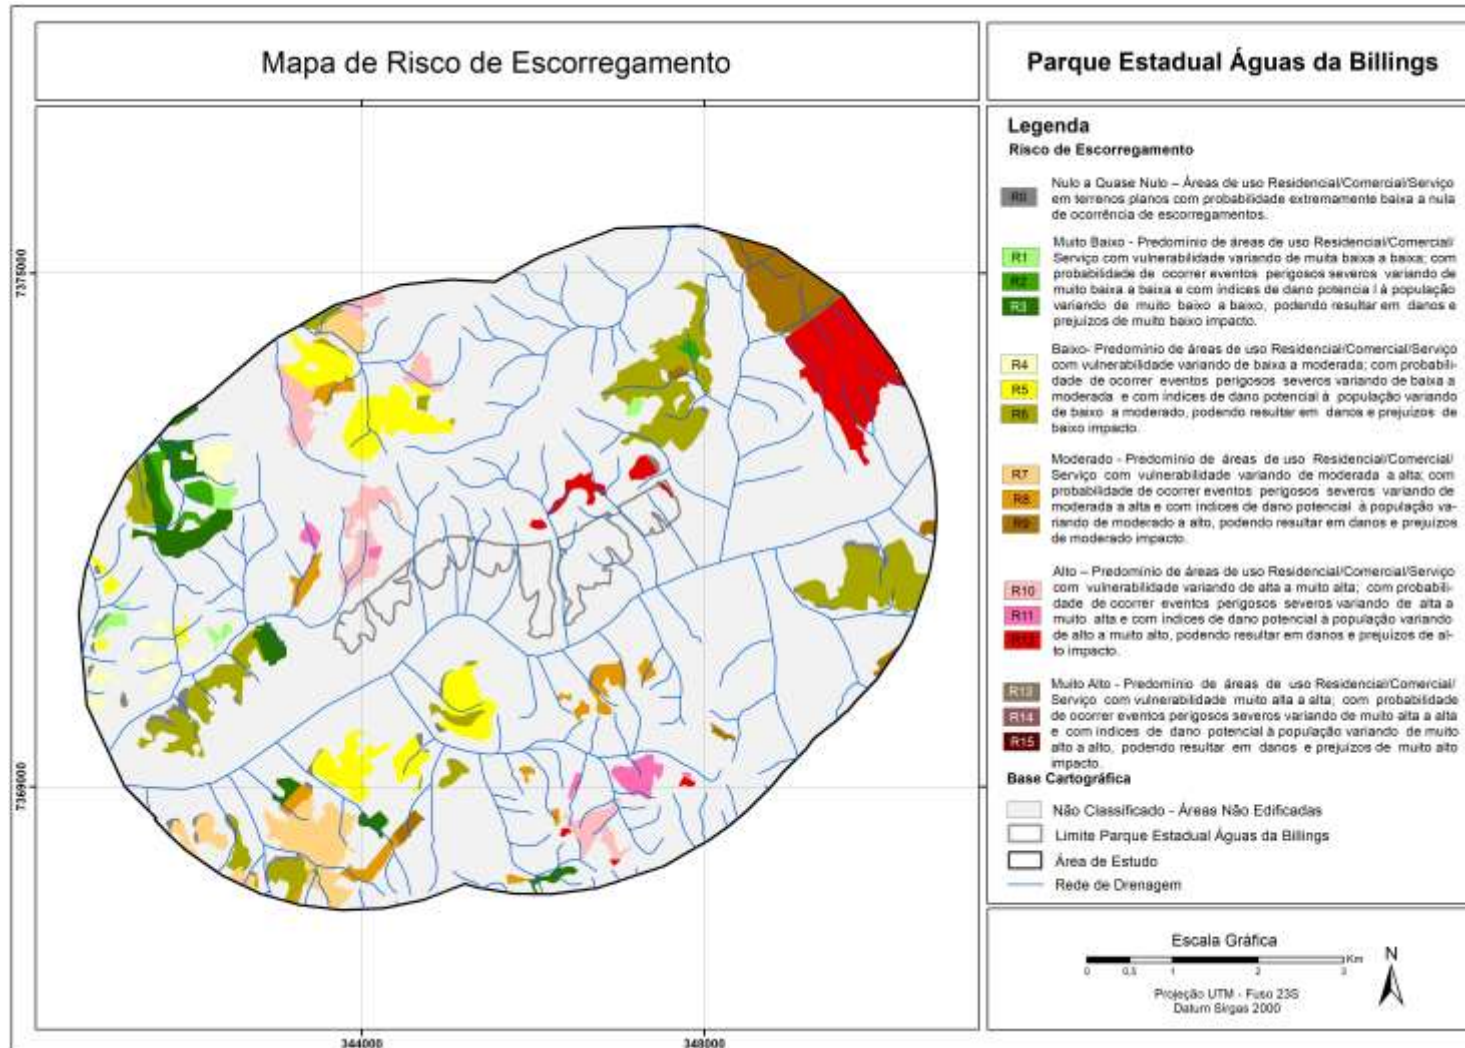 Mapa de Risco de Escorregamento
Parque Estadual Águas da Billings
7375000
7369000
344000
348000
Legenda
Risco de Escorregamento
R0
Nulo a Quase Nulo – Áreas de uso Residencial/Comercial/Serviço
em terrenos planos com probabilidade extremamente baixa a nula
de ocorrência de escorregamentos.
R1
R2
R3
Muito Baixo - Predomínio de áreas de uso Residencial/Comercial/
Serviço com vulnerabilidade variando de muita baixa a baixa; com
probabilidade de ocorrer eventos perigosos severos variando de
muito baixa a baixa e com índices de dano potencia l à população
variando de muito baixo a baixo, podendo resultar em danos e
prejuízos de muito baixo impacto.
R4
R5
R6
Baixo- Predomínio de áreas de uso Residencial/Comercial/Serviço
com vulnerabilidade variando de baixa a moderada; com probabili-
dade de ocorrer eventos perigosos severos variando de baixa a
moderada e com índices de dano potencial à população variando
de baixo a moderado, podendo resultar em danos e prejuízos de
baixo impacto.
R7
R8
R9
Moderado - Predomínio de áreas de uso Residencial/Comercial/
Serviço com vulnerabilidade variando de moderada a alta; com
probabilidade de ocorrer eventos perigosos severos variando de
moderada a alta e com índices de dano potencial à população va-
riando de moderado a alto, podendo resultar em danos e prejuízos
de moderado impacto.
R10
R11
R12
Alto – Predomínio de áreas de uso Residencial/Comercial/Serviço
com vulnerabilidade variando de alta a muito alta; com probabili-
dade de ocorrer eventos perigosos severos variando de alta a
muito alta e com índices de dano potencial à população variando
de alto a muito alto, podendo resultar em danos e prejuízos de al-
to impacto.
R13
R14
R15
Muito Alto - Predomínio de áreas de uso Residencial/Comercial/
Serviço com vulnerabilidade muito alta a alta; com probabilidade
de ocorrer eventos perigosos severos variando de muito alta a alta
e com índices de dano potencial à população variando de muito
alto a alto, podendo resultar em danos e prejuízos de muito alto
impacto.
Base Cartográfica
Não Classificado - Áreas Não Edificadas
Limite Parque Estadual Águas da Billings
Área de Estudo
Rede de Drenagem
Escala Gráfica
Km
0 0,5 1 2 3
N
Projeção UTM - Fuso 23S
Datum Sirgas 2000